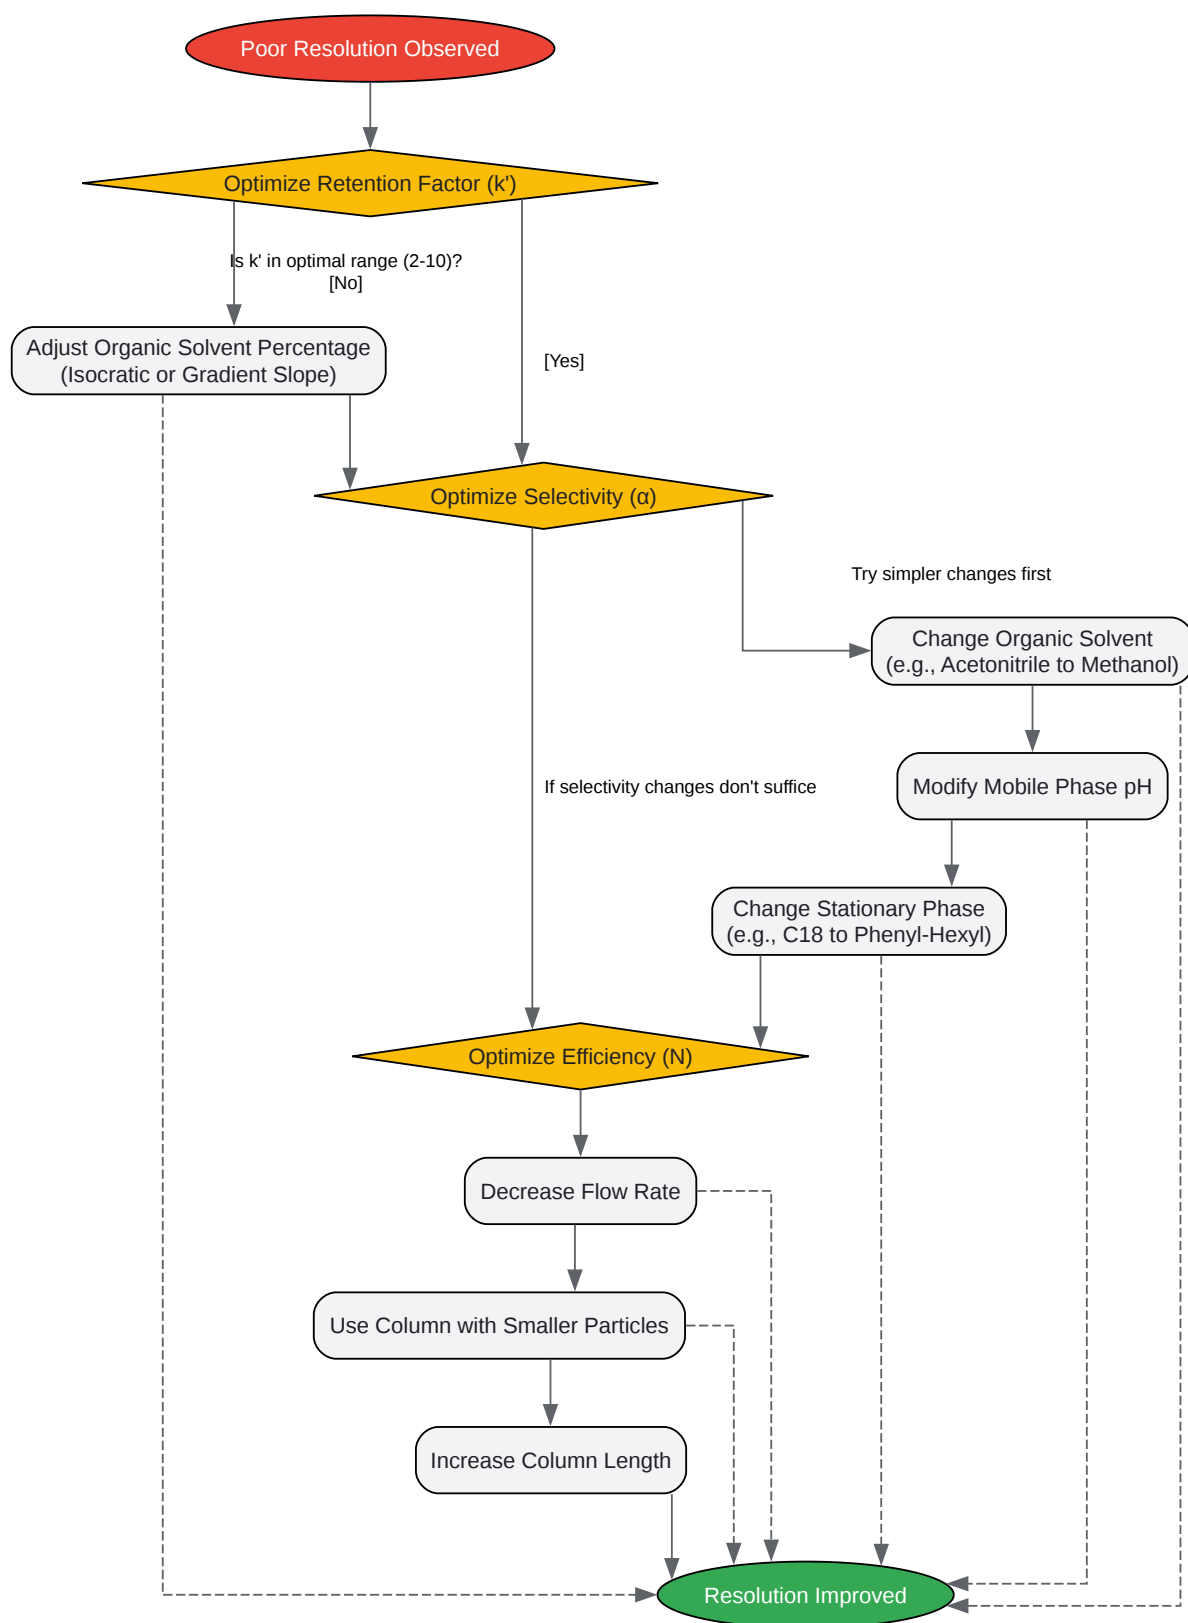 Poor Resolution Observed
Optimize Retention Factor (k')
Is k' in optimal range (2-10)?
[No]
Adjust Organic Solvent Percentage
(Isocratic or Gradient Slope)
[Yes]
Optimize Selectivity (α)
Try simpler changes first
Change Organic Solvent
(e.g., Acetonitrile to Methanol)
If selectivity changes don't suffice
Modify Mobile Phase pH
Change Stationary Phase
(e.g., C18 to Phenyl-Hexyl)
Optimize Efficiency (N)
Decrease Flow Rate
Use Column with Smaller Particles
Increase Column Length
Resolution Improved